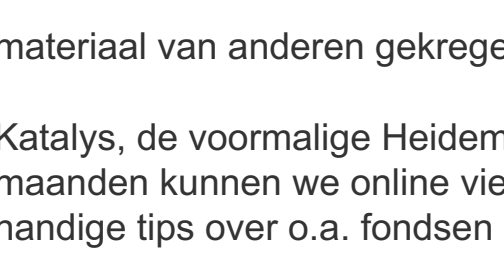 materiaal van anderen gekrege
Katalys, de voormalige Heidem
maanden kunnen we online vie
handige tips over o.a. fondsen